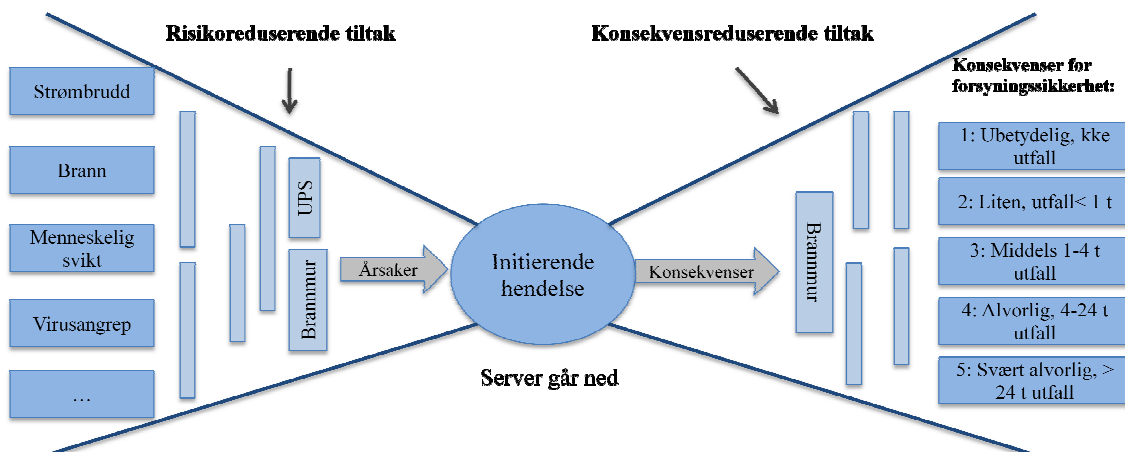 Risikoreduserende tiltak
Konsekvensreduserende tiltak
Strømbrudd
Brann
Menneskelig
svikt
Virusangrep
…
UPS
Brannmur
Årsaker
Initierende
hendelse
Server går ned
Konsekvenser
Brannmur
Konsekvenser for
forsyningssikkerhet:
1: Ubetydelig, kke
utfall
2: Liten, utfall< 1 t
3: Middels 1-4 t
utfall
4: Alvorlig, 4-24 t
utfall
5: Svært alvorlig, >
24 t utfall